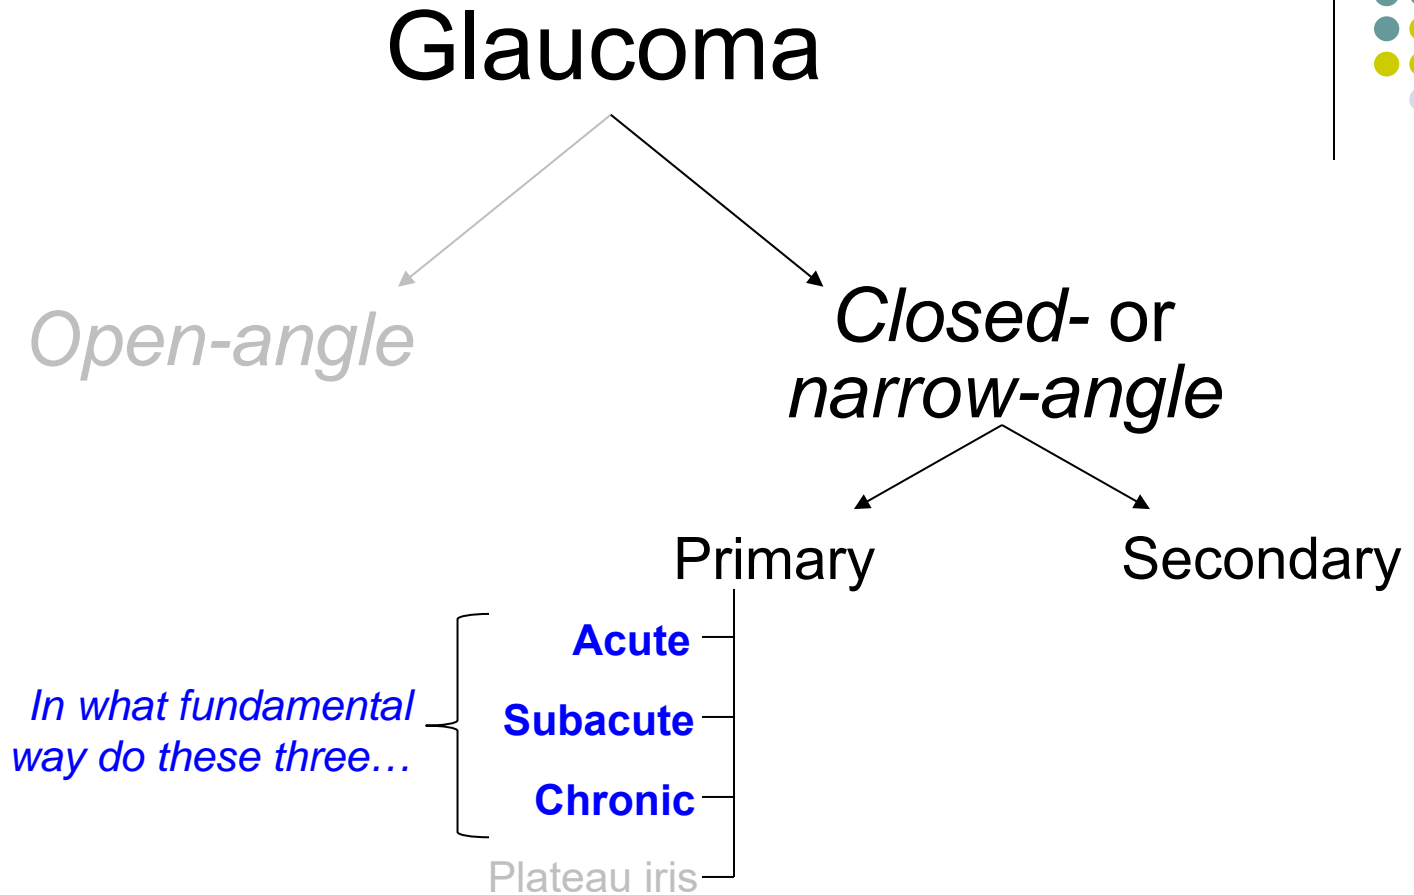 Glaucoma
Open-angle
Closed- or
narrow-angle
Primary
Secondary
Acute
Subacute
Chronic
Plateau iris
In what fundamental
way do these three…